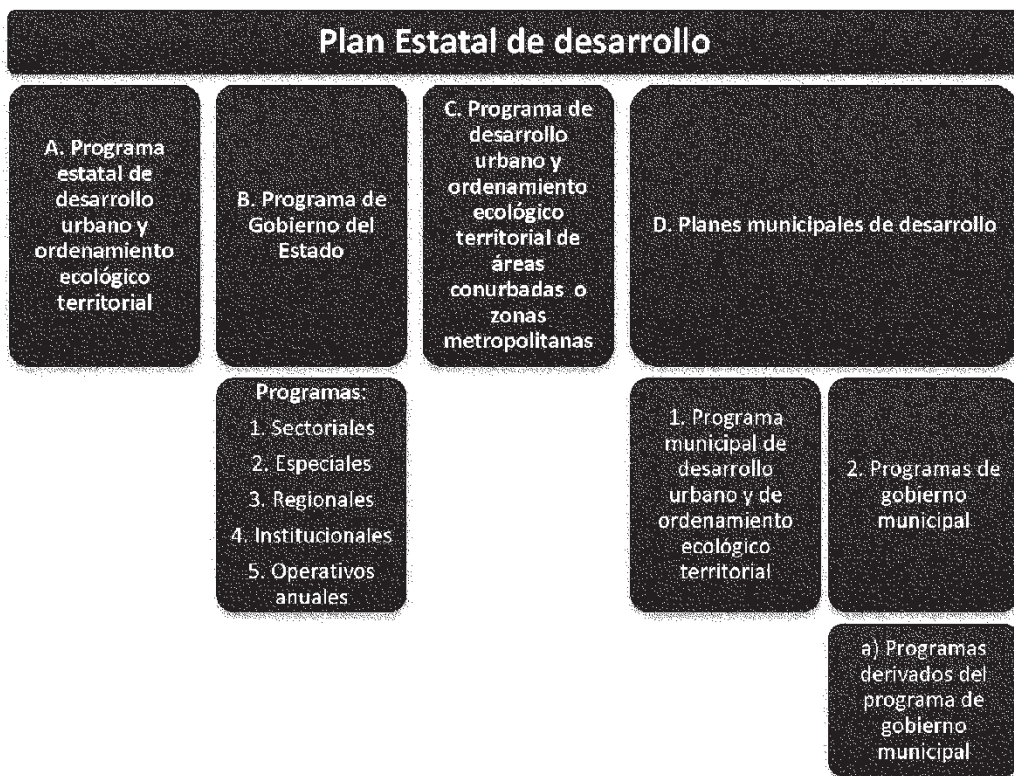 Plan Estatal de desarrollo
A. Programa
estatal de
desarrollo
urbano y
ordenamiento
ecológico
territorial
B. Programa de
Gobierno del
Estado
C. Programa de
desarrollo
urbano y
ordenamiento
ecológico
territorial de
áreas
conurbadas o
zonas
metropolitanas
D. Planes municipales de desarrollo
Programas:
1. Sectoriales
2. Especiales
3. Regionales
4. Institucionales
5. Operativos
anuales
1. Programa
municipal de
desarrollo
urbano y de
ordenamiento
ecológico
territorial
2. Programas de
gobierno
municipal
a) Programas
derivados del
programa de
gobierno
municipal